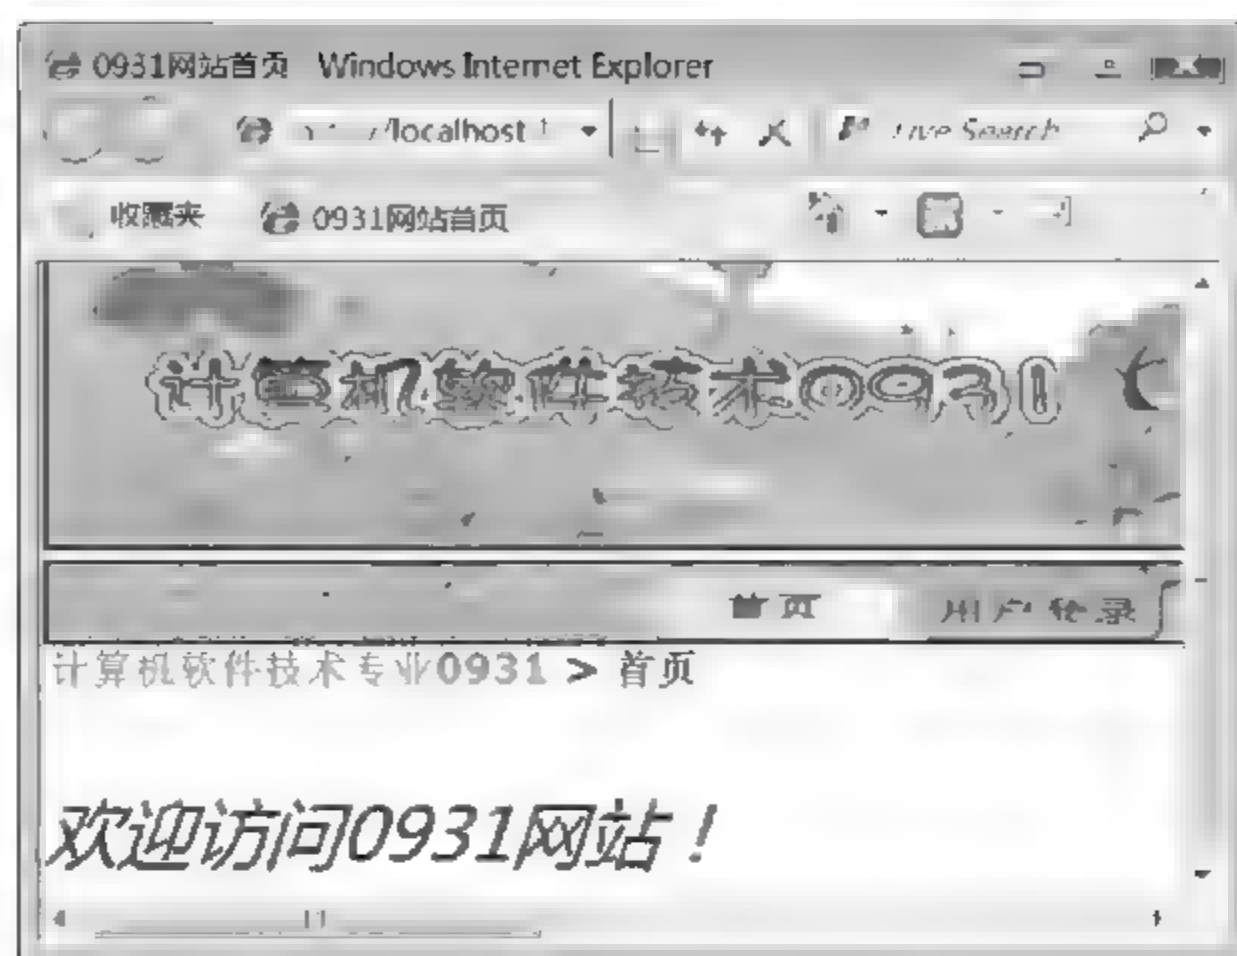 0931网站首页 Windows Internet Explorer
/localhost Live Search
收藏夹 0931网站首页
计算机软件技术0931
首页 用户登录
计算机软件技术专业0931 > 首页
欢迎访问0931网站！